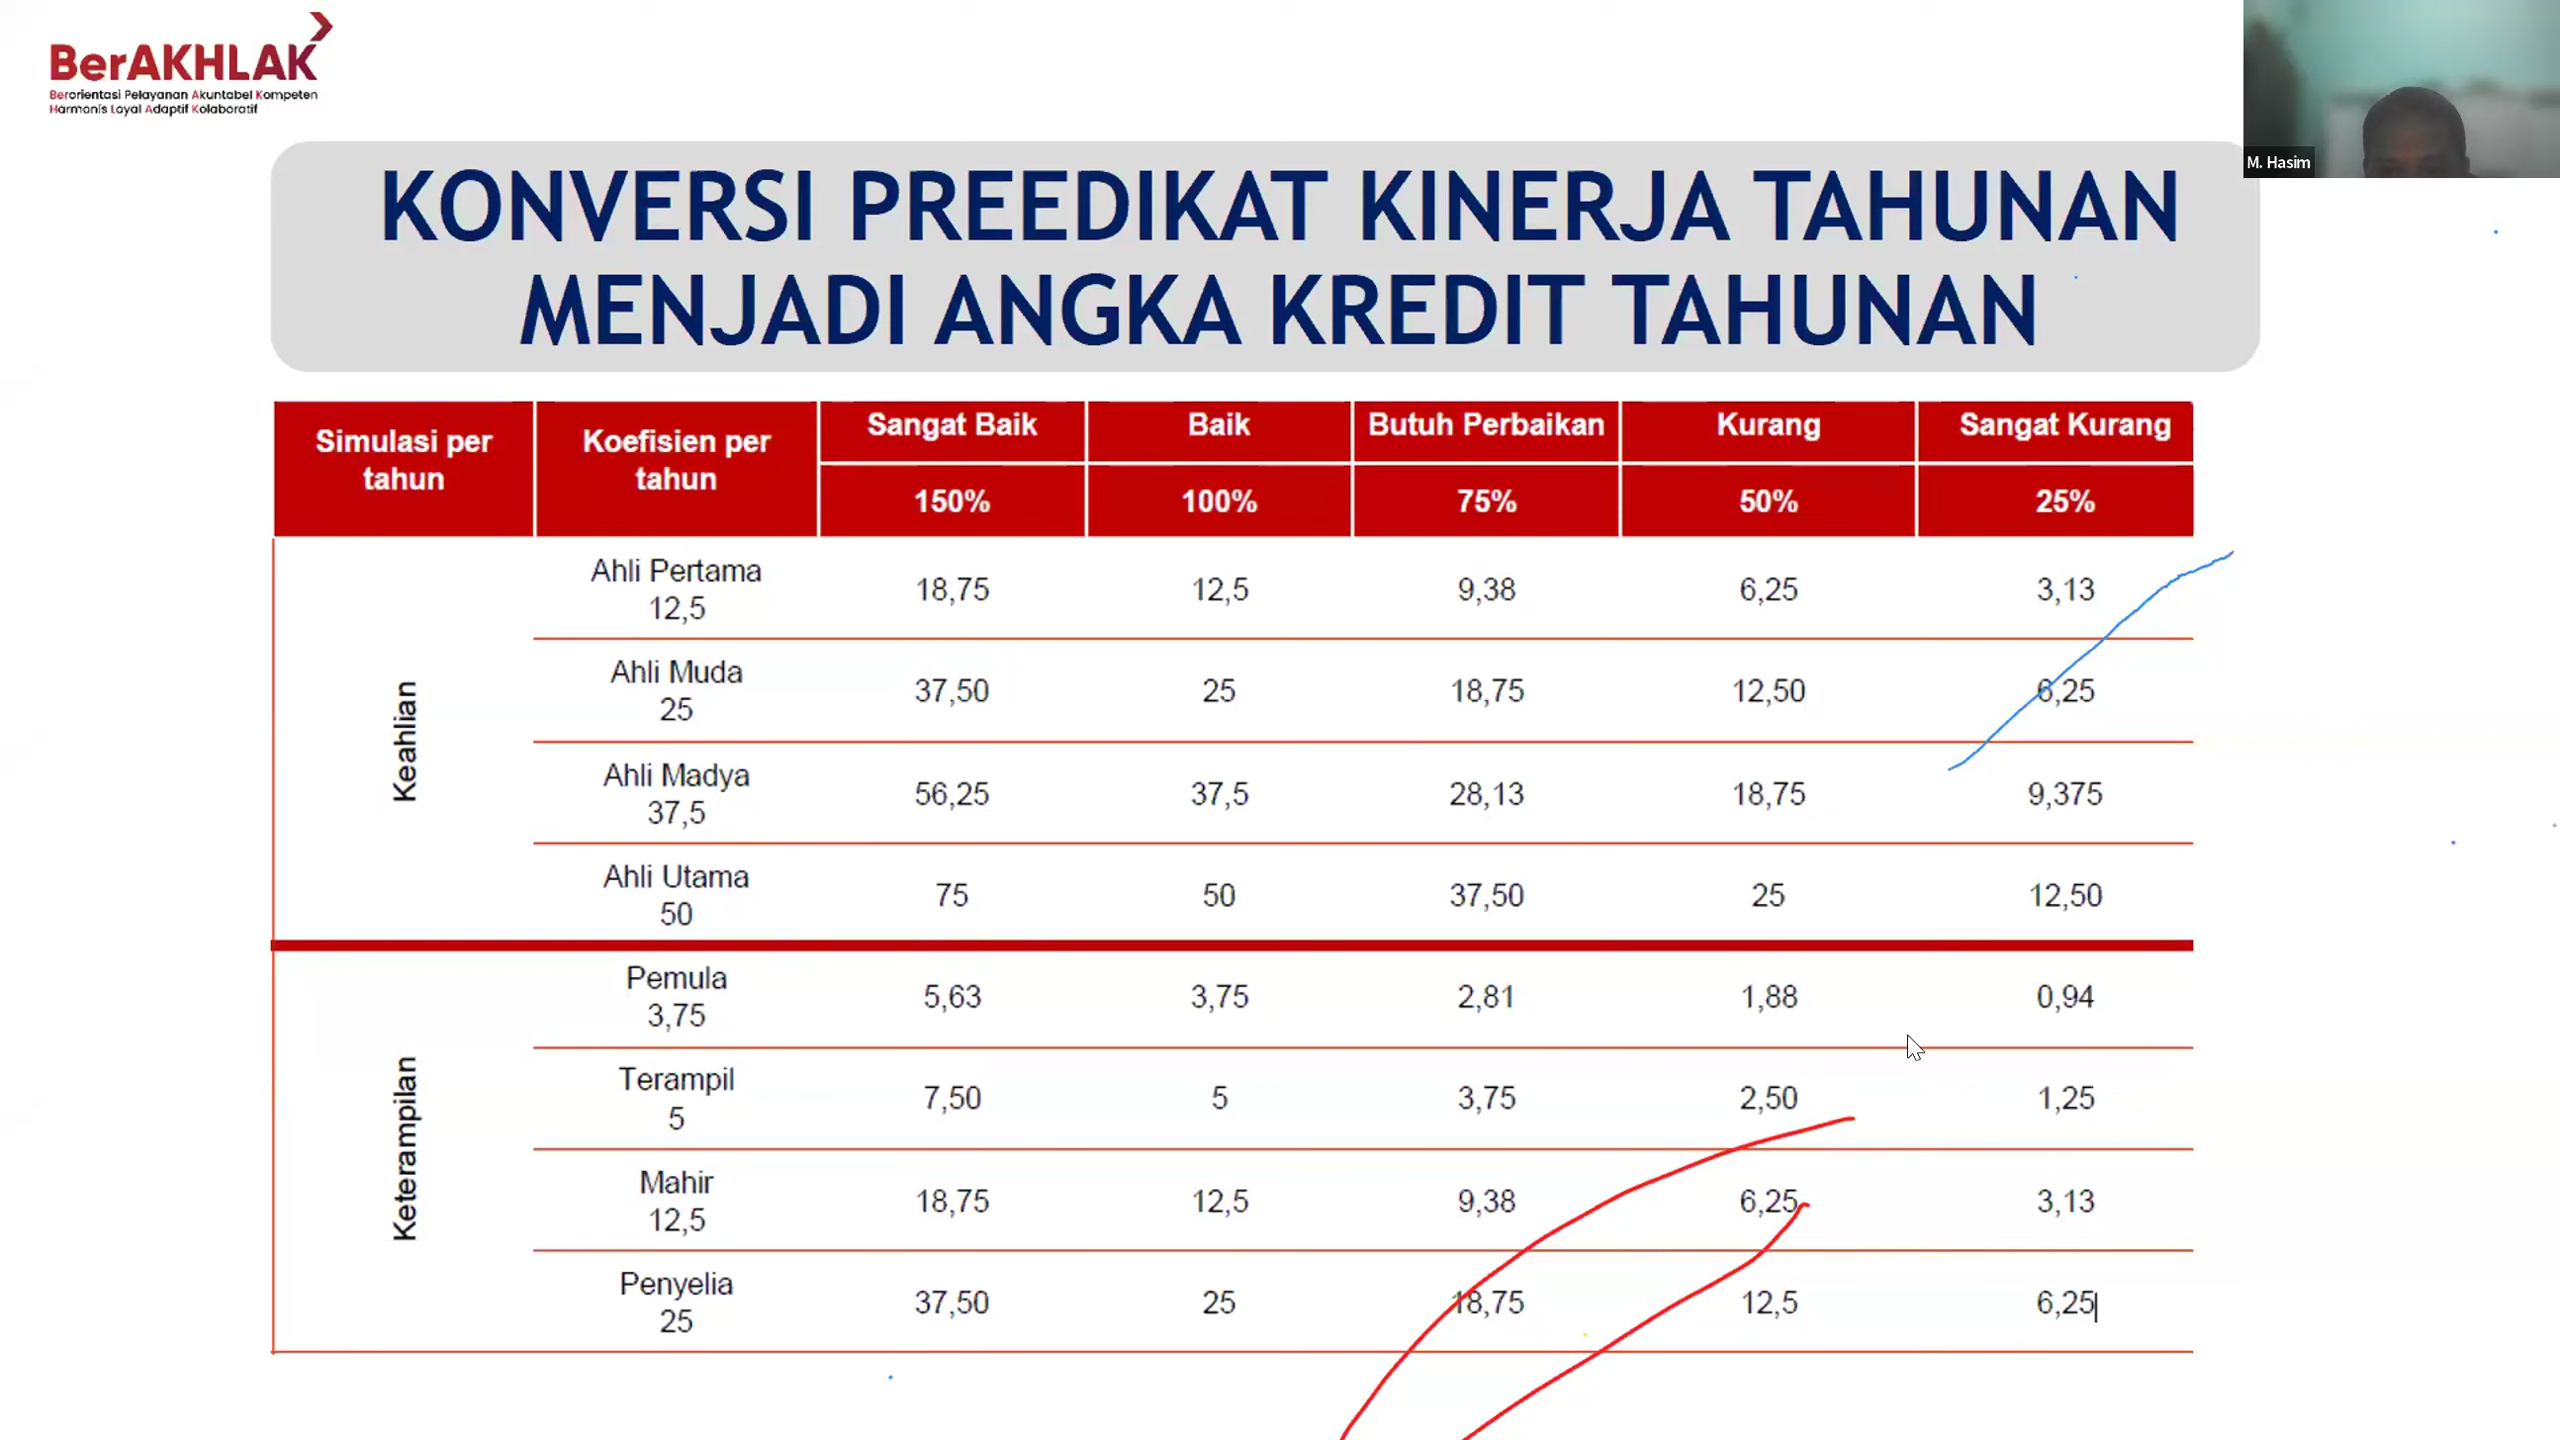 BerAKHLAK
Berorientasi Pelayanan Akuntabel Kompeten
Harmonis Loyal Adaptif Kolaboratif
M. Hasim
KONVERSI PREEDIKAT KINERJA TAHUNAN
MENJADI ANGKA KREDIT TAHUNAN
Simulasi per tahun Koefisien per tahun Sangat Baik Baik Butuh Perbaikan Kurang Sangat Kurang
150% 100% 75% 50% 25%
Keahlian
Ahli Pertama 12,5 18,75 12,5 9,38 6,25 3,13
Ahli Muda 25 37,50 25 18,75 12,50 6,25
Ahli Madya 37,5 56,25 37,5 28,13 18,75 9,375
Ahli Utama 50 75 50 37,50 25 12,50
Keterampilan
Pemula 3,75 5,63 3,75 2,81 1,88 0,94
Terampil 5 7,50 5 3,75 2,50 1,25
Mahir 12,5 18,75 12,5 9,38 6,25 3,13
Penyelia 25 37,50 25 18,75 12,5 6,25